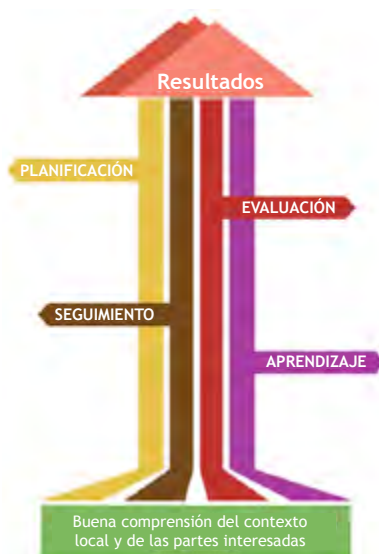 Resultados
PLANIFICACIÓN
EVALUACIÓN
SEGUIMIENTO
APRENDIZAJE
Buena comprensión del contexto
local y de las partes interesadas